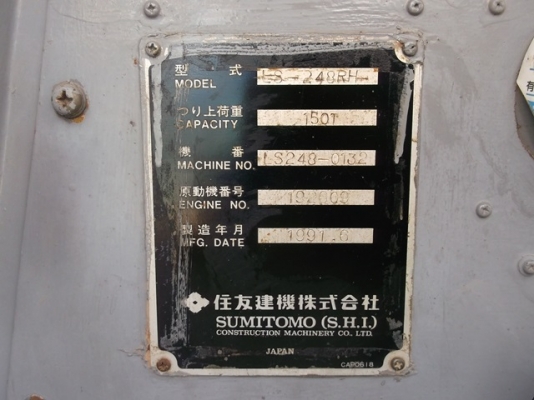 型式 LS-248RH
MODEL
つり上荷重 150T
CAPACITY
機番 LS248-0132
MACHINE NO.
原動機番号
ENGINE NO.
製造年月 1991.6
MFG. DATE
住友建機株式会社
SUMITOMO (S.H.I.)
CONSTRUCTION MACHINERY CO. LTD.
JAPAN
有